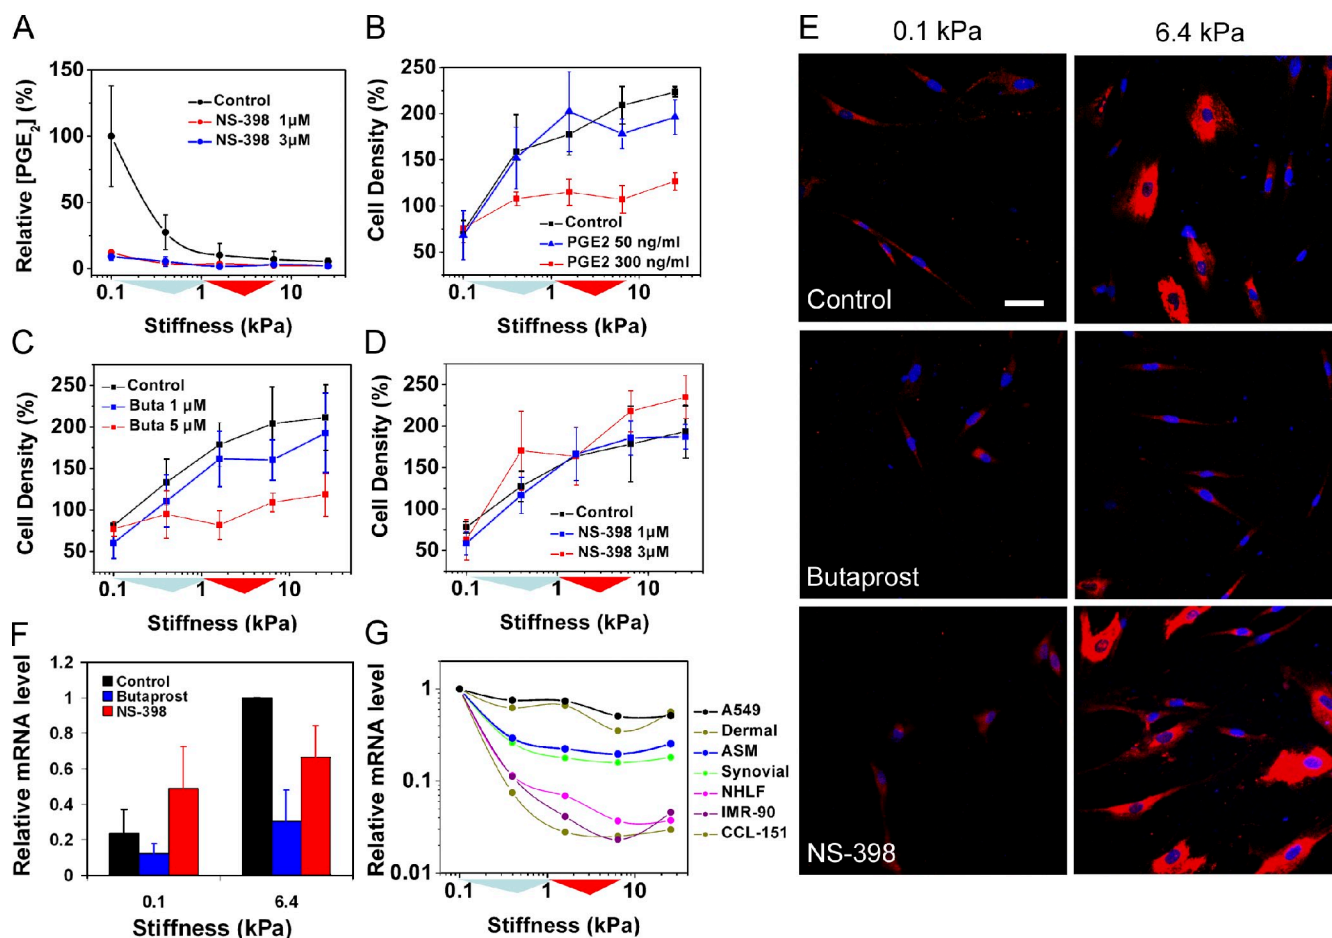 A
Relative [PGE2] (%)
150
100
50
0
Control
NS-398 1µM
NS-398 3µM
0.1
1
10
Stiffness (kPa)
B
Cell Density (%)
250
200
150
100
50
Control
PGE2 50 ng/ml
PGE2 300 ng/ml
0.1
1
10
Stiffness (kPa)
C
Cell Density (%)
250
200
150
100
50
Control
Buta 1 µM
Buta 5 µM
0.1
1
10
Stiffness (kPa)
D
Cell Density (%)
250
200
150
100
50
Control
NS-398 1µM
NS-398 3µM
0.1
1
10
Stiffness (kPa)
E
0.1 kPa
6.4 kPa
Control
Butaprost
NS-398
F
Relative mRNA level
1.2
1
0.8
0.6
0.4
0.2
0
Control
Butaprost
NS-398
0.1
6.4
Stiffness (kPa)
G
Relative mRNA level
1
0.1
0.01
0.1
1
10
Stiffness (kPa)
A549
Dermal
ASM
Synovial
NHLF
IMR-90
CCL-151